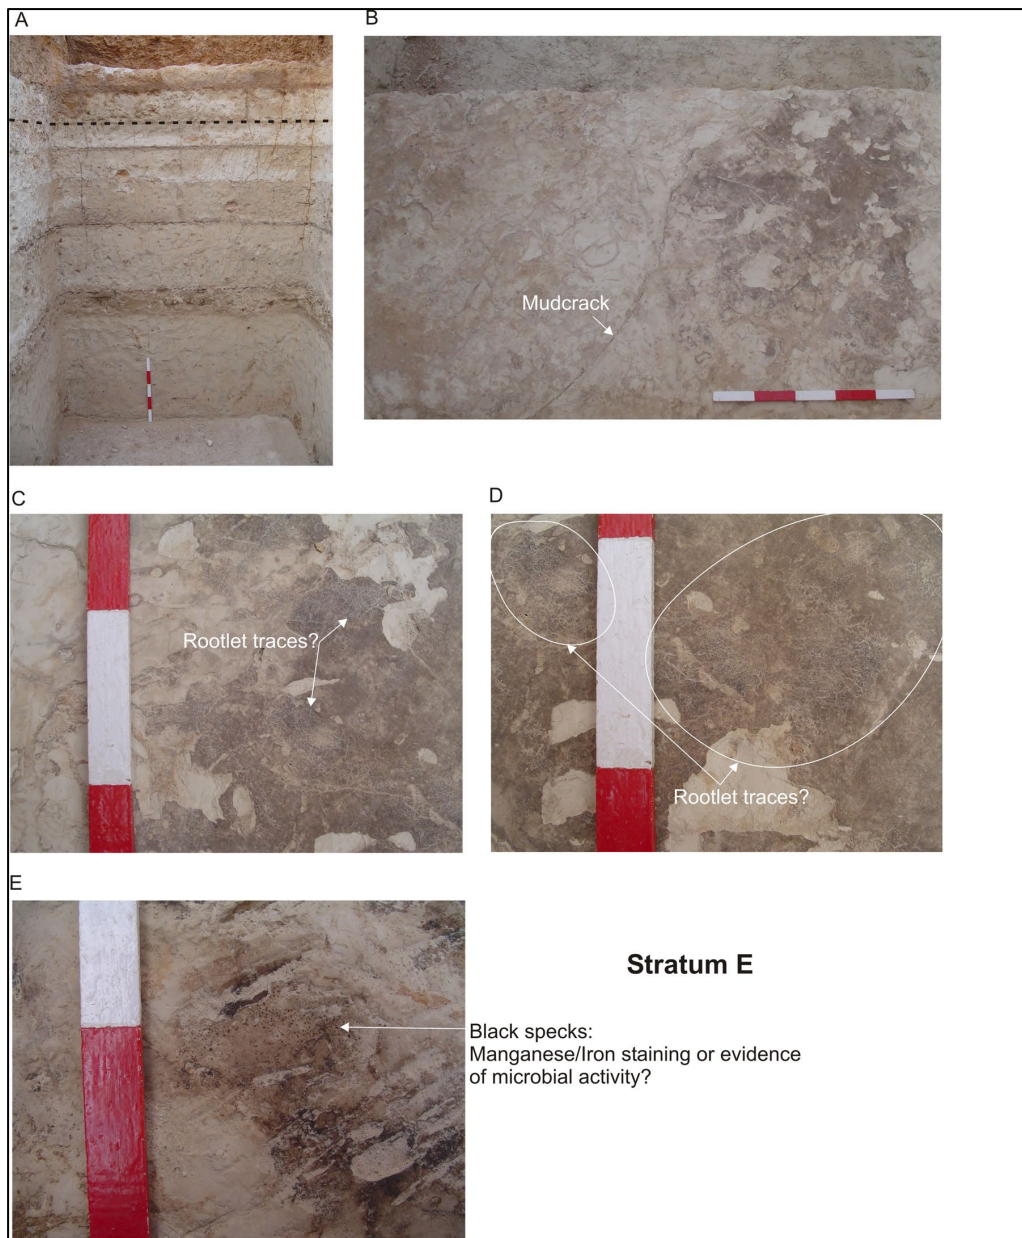 A
B
Mudcrack
C
D
Rootlet traces?
Rootlet traces?
E
Stratum E
Black specks:
Manganese/Iron staining or evidence
of microbial activity?